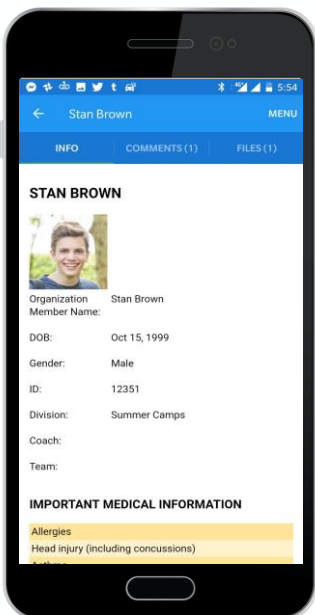 5:54
Stan Brown MENU
INFO COMMENTS (1) FILES (1)
STAN BROWN
Organization Member Name: Stan Brown
DOB: Oct 15, 1999
Gender: Male
ID: 12351
Division: Summer Camps
Coach:
Team:
IMPORTANT MEDICAL INFORMATION
Allergies
Head injury (including concussions)